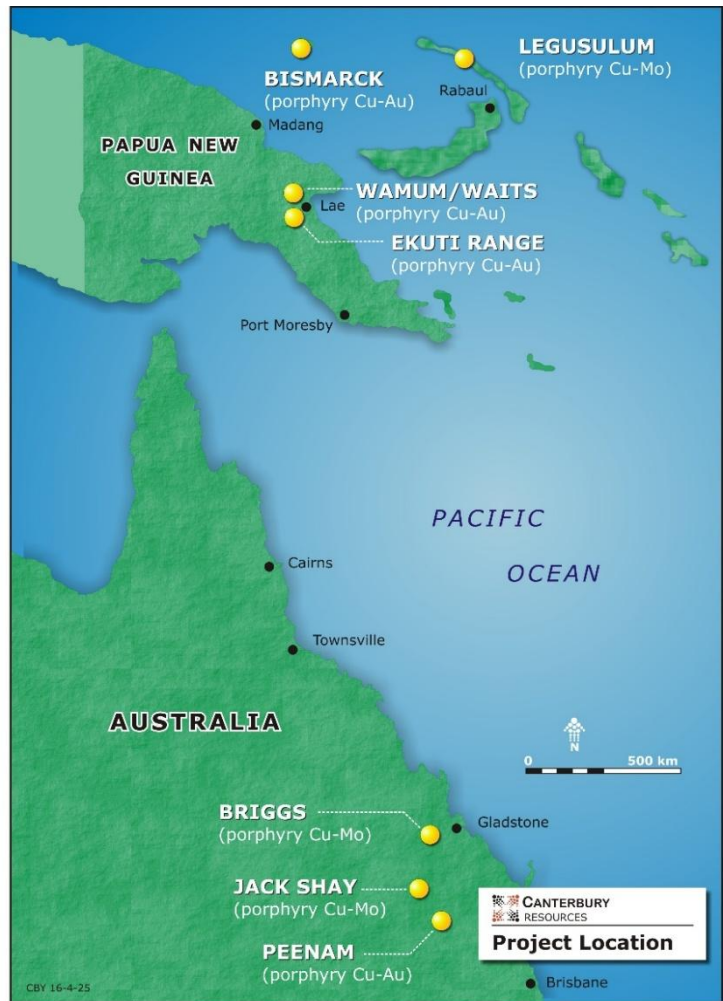 LEGUSULUM
(porphyry Cu-Mo)
BISMARCK
(porphyry Cu-Au)
Rabaul
Madang
PAPUA NEW
GUINEA
WAMUM/WAITS
Lae
(porphyry Cu-Au)
EKUTI RANGE
(porphyry Cu-Au)
Port Moresby
PACIFIC
OCEAN
Cairns
Townsville
AUSTRALIA
N
0 500 km
BRIGGS
(porphyry Cu-Mo)
Gladstone
JACK SHAY
(porphyry Cu-Mo)
PEENAM
(porphyry Cu-Au)
CANTERBURY
RESOURCES
Project Location
Brisbane
CBY 16-4-25